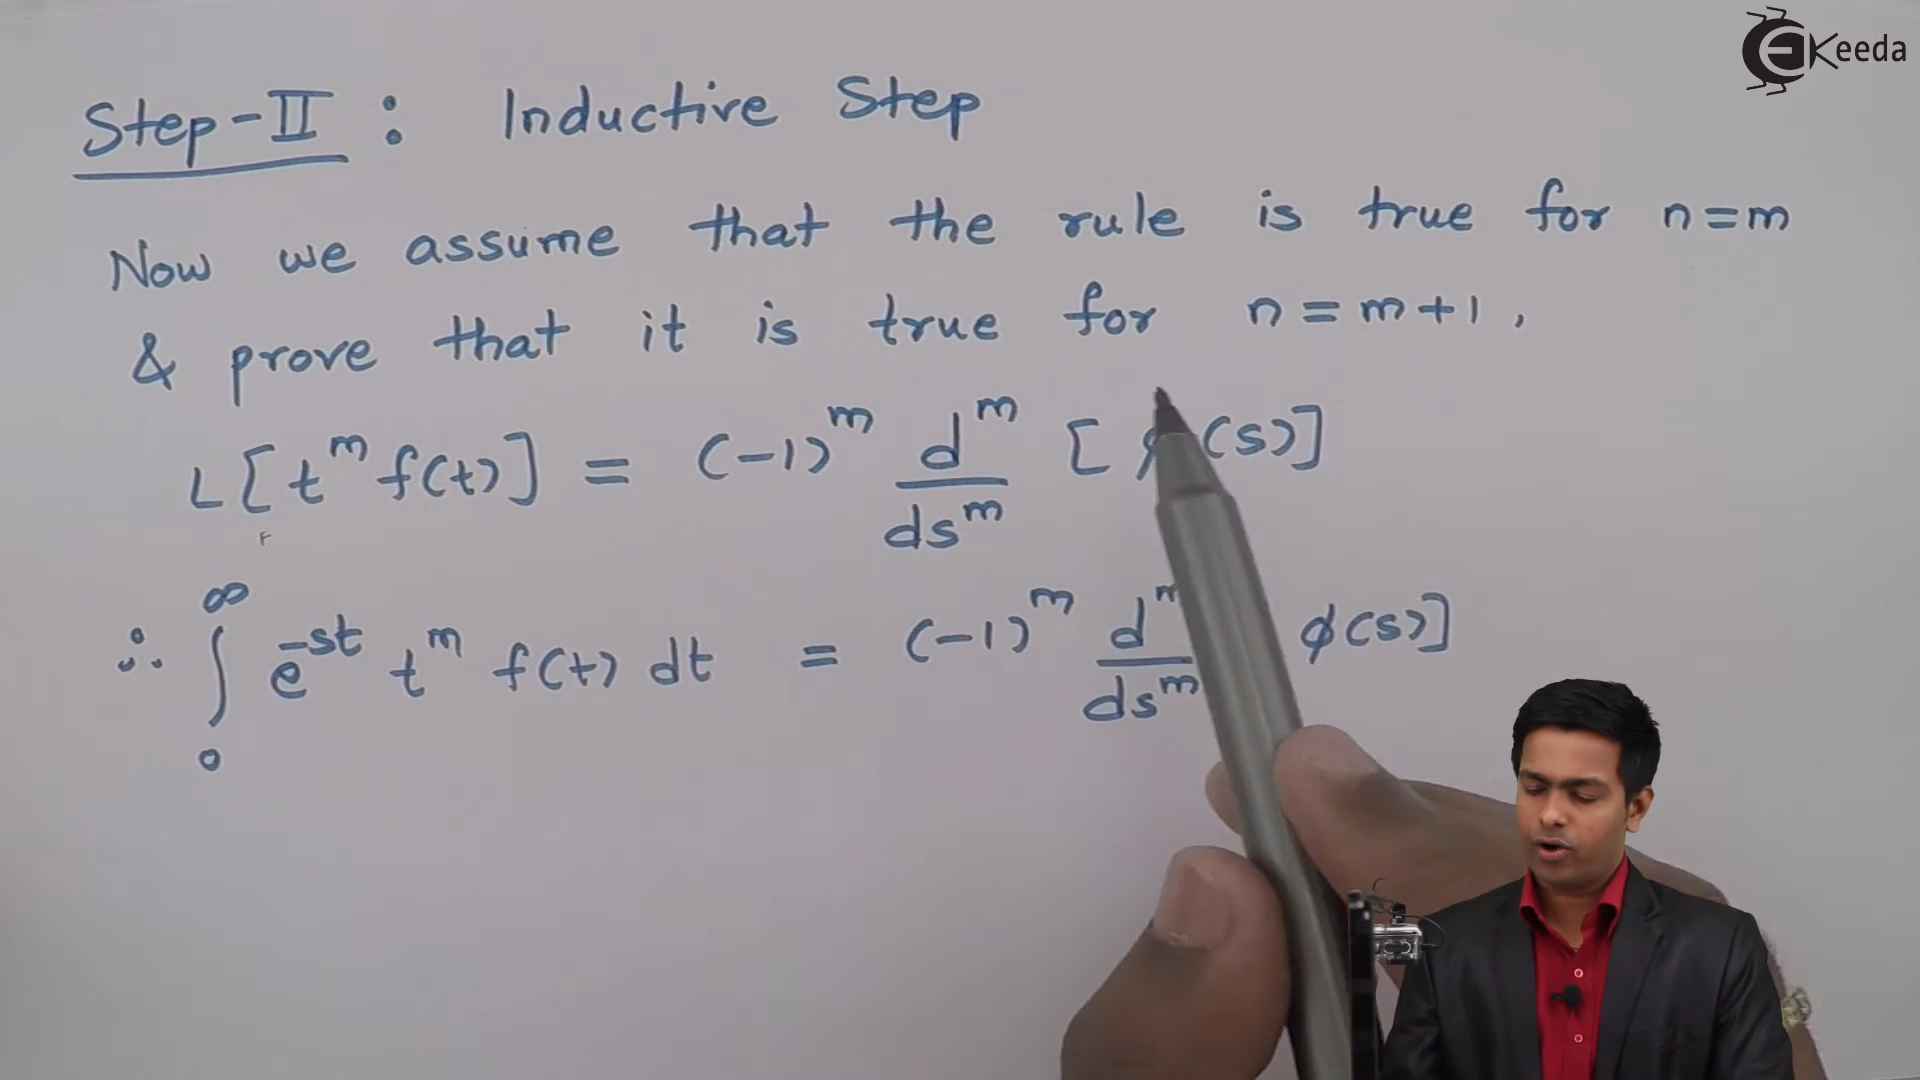 Keeda
Step-II : Inductive Step
Now we assume that the rule is true for n=m
& prove that it is true for n = m+1,
L[t^m f(t)] = (-1)^m d^m/ds^m [ϕ(s)]
∴ ∫₀^∞ e^-st t^m f(t) dt = (-1)^m d^m/ds^m ϕ(s)]